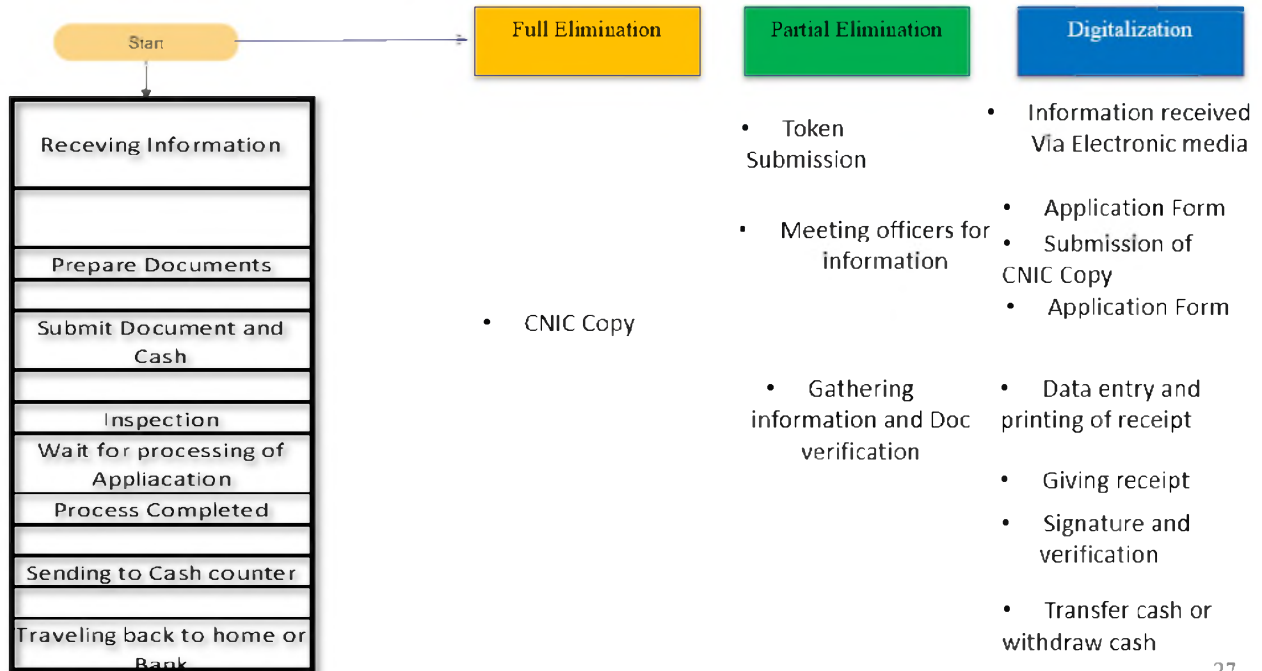 Start
Full Elimination
Partial Elimination
Digitalization
Receving Information
Prepare Documents
Submit Document and
Cash
Inspection
Wait for processing of
Appliacation
Process Completed
Sending to Cash counter
Traveling back to home or
Bank
• CNIC Copy
• Token
Submission
• Meeting officers for
information
• Gathering
information and Doc
verification
• Information received
Via Electronic media
• Application Form
• Submission of
CNIC Copy
• Application Form
• Data entry and
printing of receipt
• Giving receipt
• Signature and
verification
• Transfer cash or
withdraw cash
27